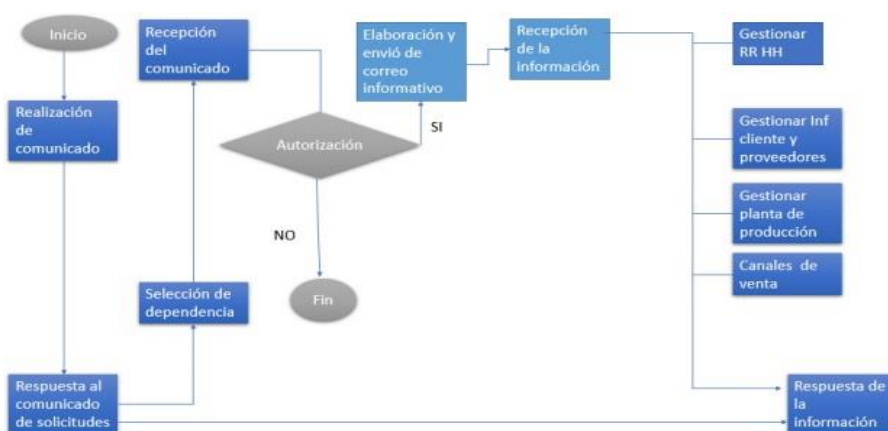 Inicio
Realización
de
comunicado
Respuesta al
comunicado
de solicitudes
Selección de
dependencia
Recepción
del
comunicado
Autorización
SI
NO
Fin
Elaboración y
envió de
correo
informativo
Recepción
de la
información
Gestionar
RR HH
Gestionar Inf
cliente y
proveedores
Gestionar
planta de
producción
Canales de
venta
Respuesta de
la
información